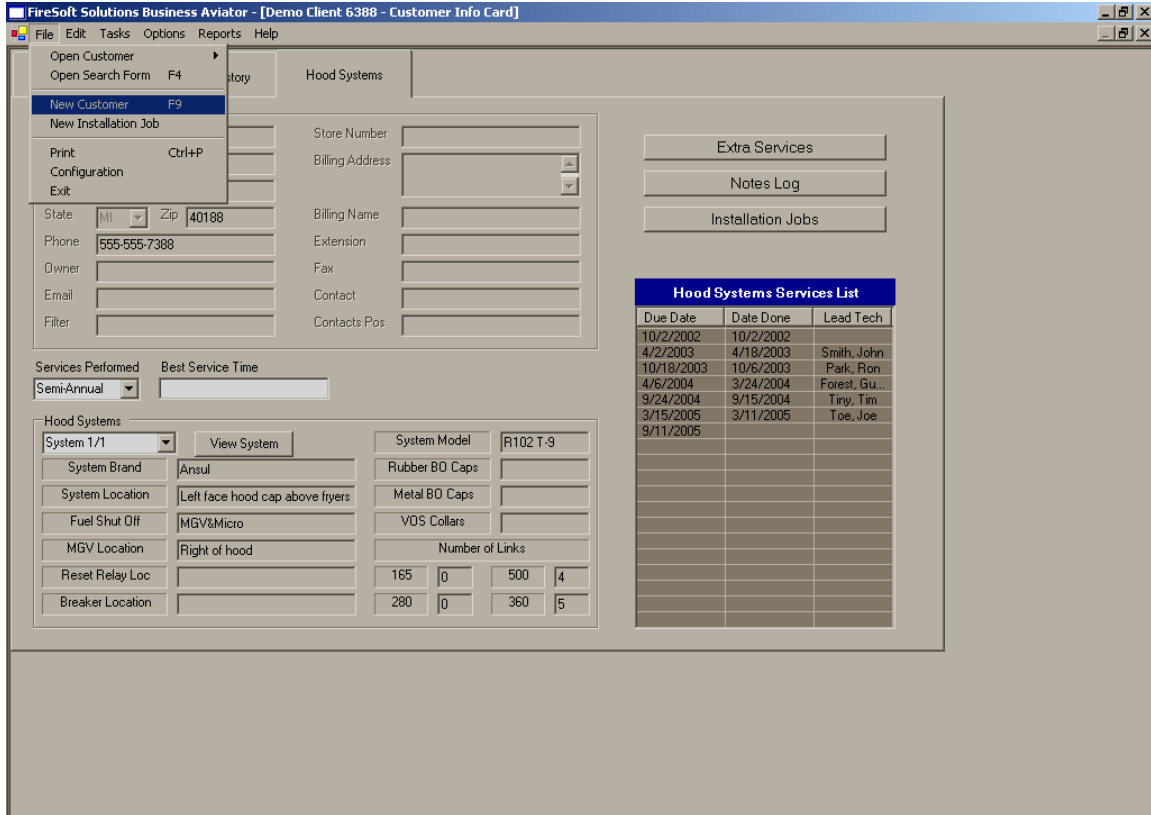 FireSoft Solutions Business Aviator - [Demo Client 6388 - Customer Info Card]
File Edit Tasks Options Reports Help
Open Customer
Open Search Form F4
New Customer F9
New Installation Job
Print Ctrl+P
Configuration
Exit
story
Hood Systems
Store Number
Billing Address
State MI Zip 40188
Billing Name
Phone 555-555-7388
Extension
Owner
Fax
Email
Contact
Filter
Contacts Pos
Extra Services
Notes Log
Installation Jobs
Services Performed Best Service Time
Semi-Annual
Hood Systems
System 1/1 View System
System Model R102 T-9
System Brand Ansul
Rubber BO Caps
System Location Left face hood cap above fryers
Metal BO Caps
Fuel Shut Off MGV&Micro
VOS Collars
MGV Location Right of hood
Number of Links
Reset Relay Loc
165 0 500 4
Breaker Location
280 0 360 5
Hood Systems Services List
Due Date Date Done Lead Tech
10/2/2002 10/2/2002
4/2/2003 4/18/2003 Smith, John
10/18/2003 10/6/2003 Park, Ron
4/6/2004 3/24/2004 Forest, Gu...
9/24/2004 9/15/2004 Tiny, Tim
3/15/2005 3/11/2005 Toe, Joe
9/11/2005